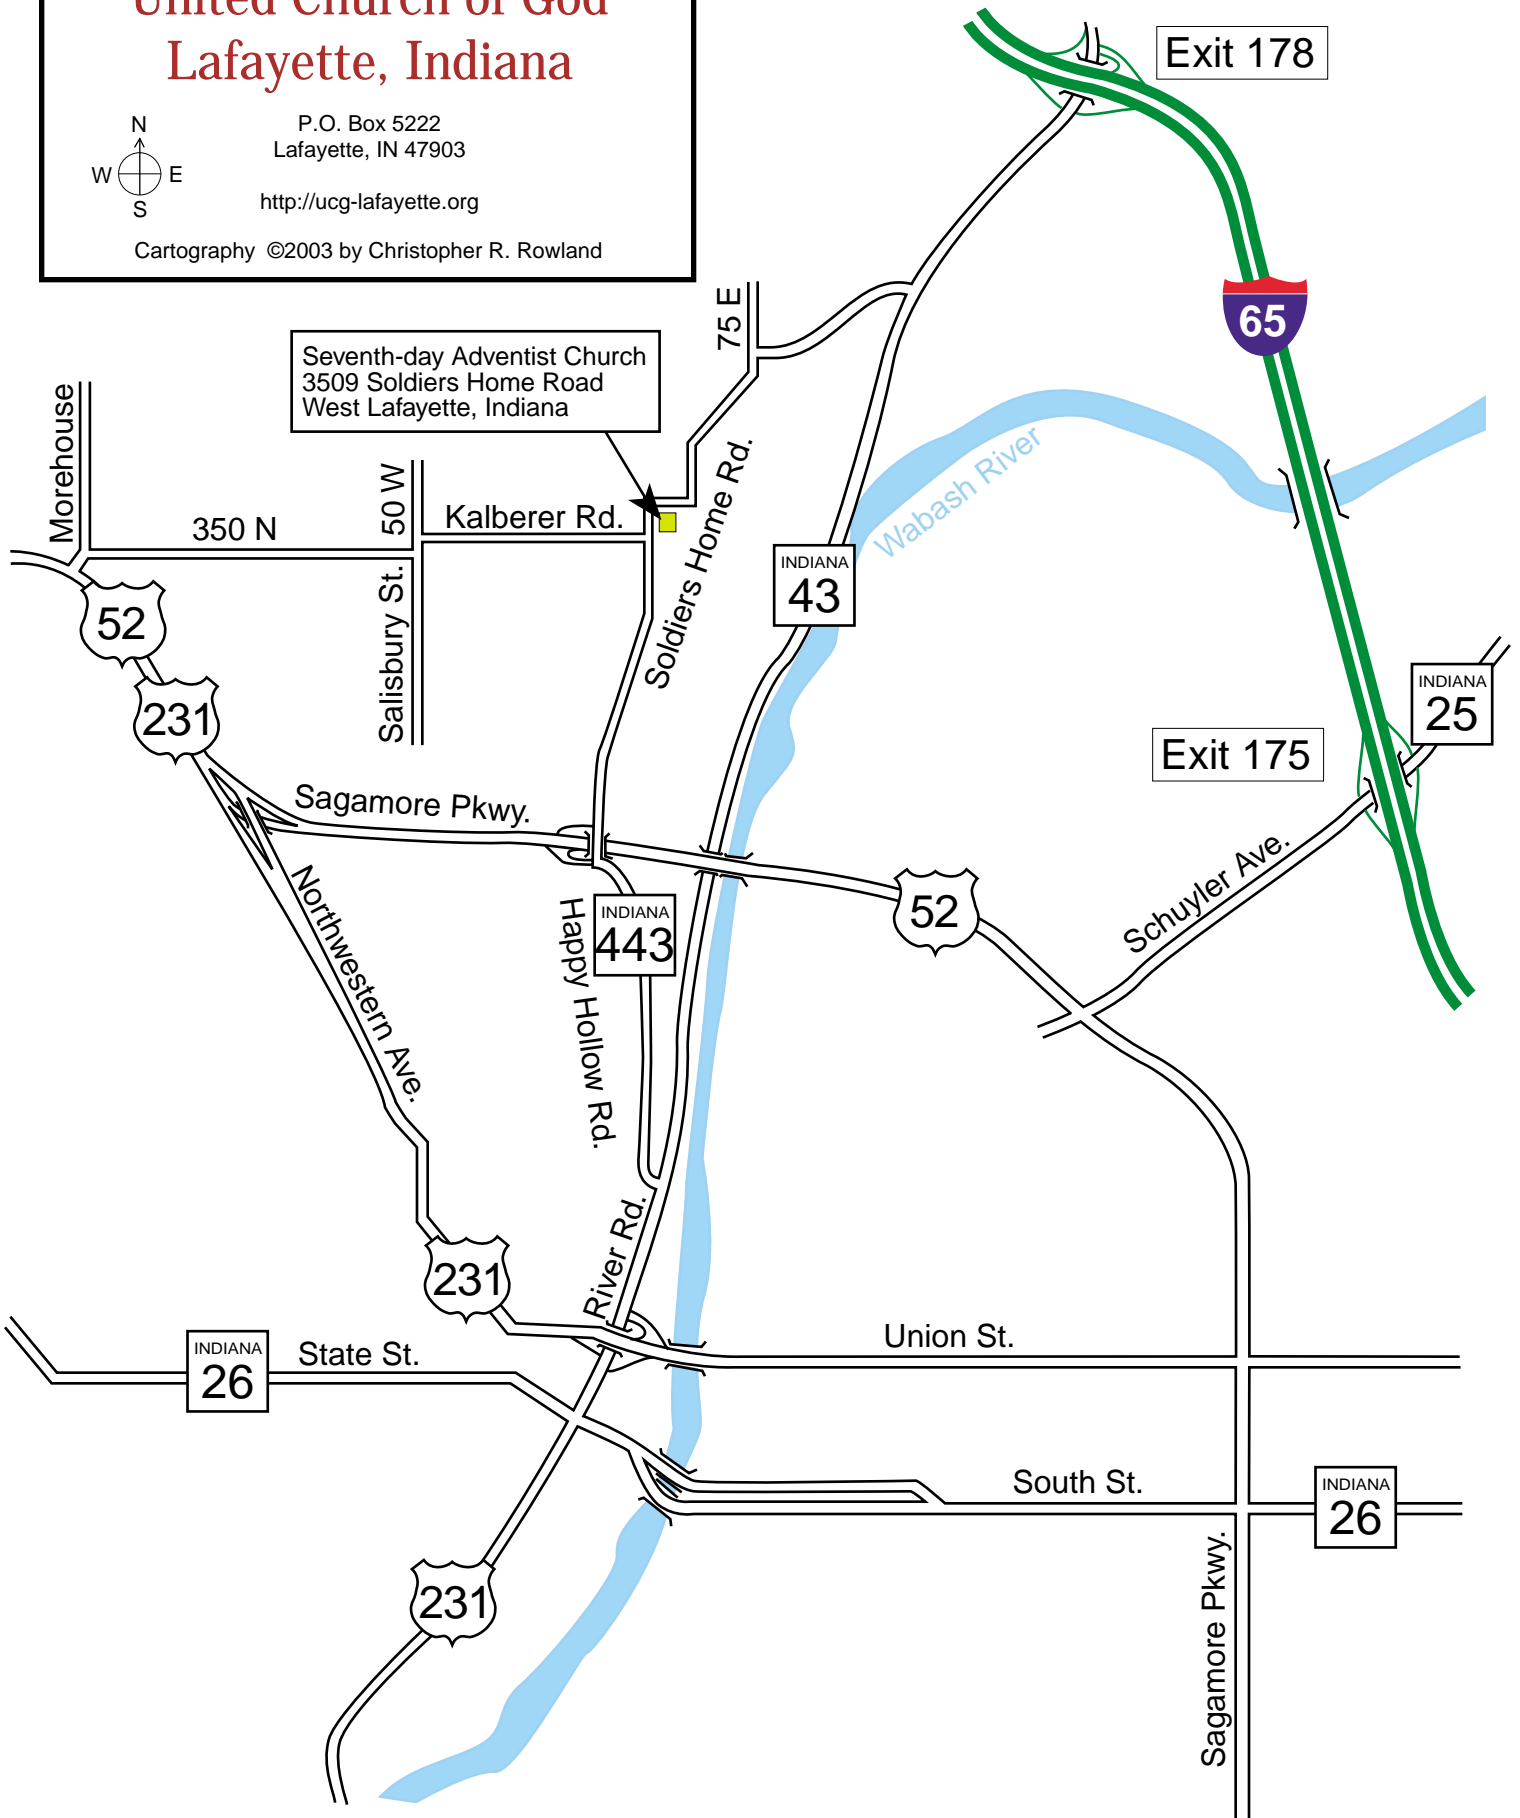 United Church of God
Lafayette, Indiana
N
W E
S
P.O. Box 5222
Lafayette, IN 47903
http://ucg-lafayette.org
Cartography ©2003 by Christopher R. Rowland
Exit 178
65
75 E
Seventh-day Adventist Church
3509 Soldiers Home Road
West Lafayette, Indiana
Morehouse
350 N
50 W
Kalberer Rd.
Soldiers Home Rd.
Wabash River
INDIANA
43
52
Salisbury St.
231
INDIANA
25
Exit 175
Sagamore Pkwy.
Northwestern Ave.
Happy Hollow Rd.
INDIANA
443
52
Schuyler Ave.
River Rd.
231
INDIANA
26
State St.
Union St.
South St.
INDIANA
26
231
Sagamore Pkwy.